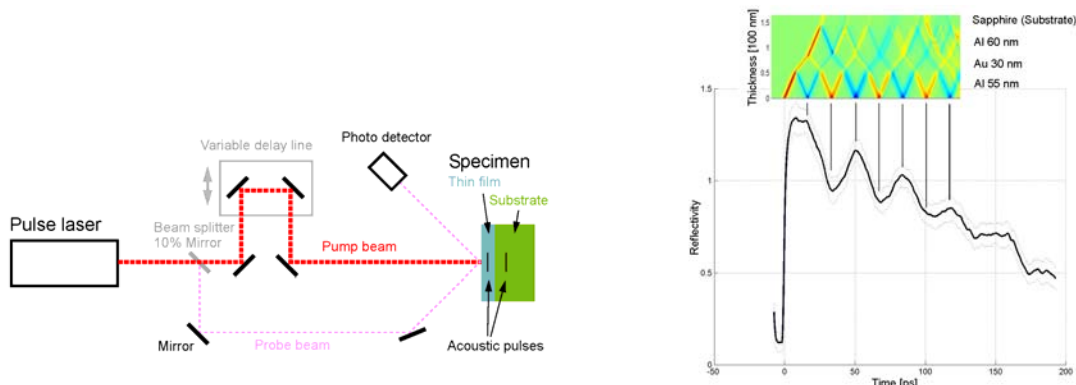 Variable delay line
Photo detector
Specimen
Thin film
Substrate
Pulse laser
Beam splitter
10% Mirror
Pump beam
Mirror
Probe beam
Acoustic pulses
Thickness [100 nm]
1.5
1
0.5
0
Sapphire (Substrate)
Al 60 nm
Au 30 nm
Al 55 nm
1.5
1
0.5
0
Reflectivity
0
50
100
150
200
Time [ps]